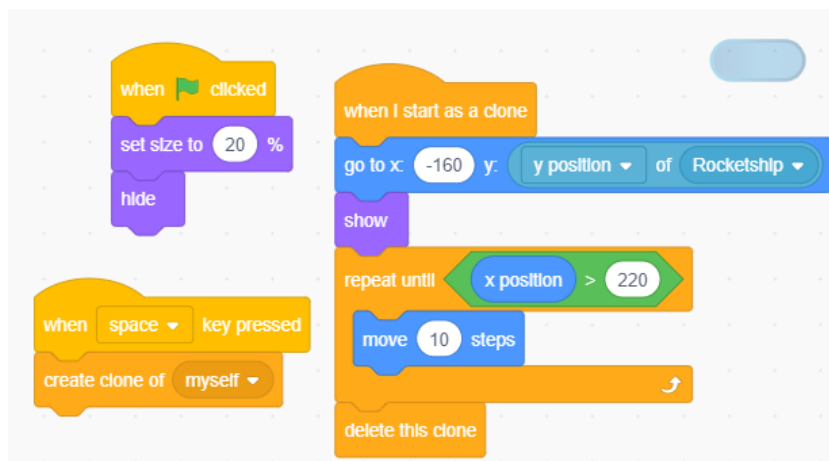 when clicked
set size to 20 %
hide
when space key pressed
create clone of myself
when I start as a clone
go to x: -160 y: y position of Rocketship
show
repeat until x position > 220
move 10 steps
delete this clone